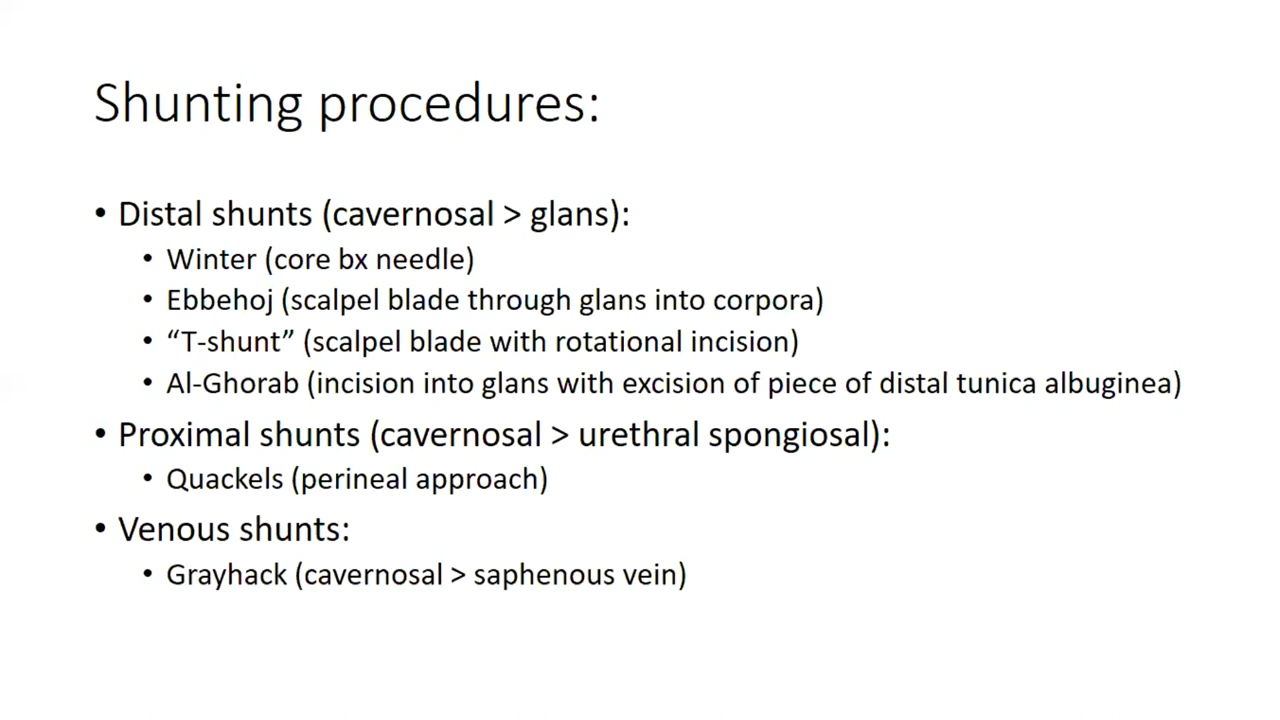 Shunting procedures:
• Distal shunts (cavernosal > glans):
• Winter (core bx needle)
• Ebbehoj (scalpel blade through glans into corpora)
• “T-shunt” (scalpel blade with rotational incision)
• Al-Ghorab (incision into glans with excision of piece of distal tunica albuginea)
• Proximal shunts (cavernosal > urethral spongiosal):
• Quackels (perineal approach)
• Venous shunts:
• Grayhack (cavernosal > saphenous vein)